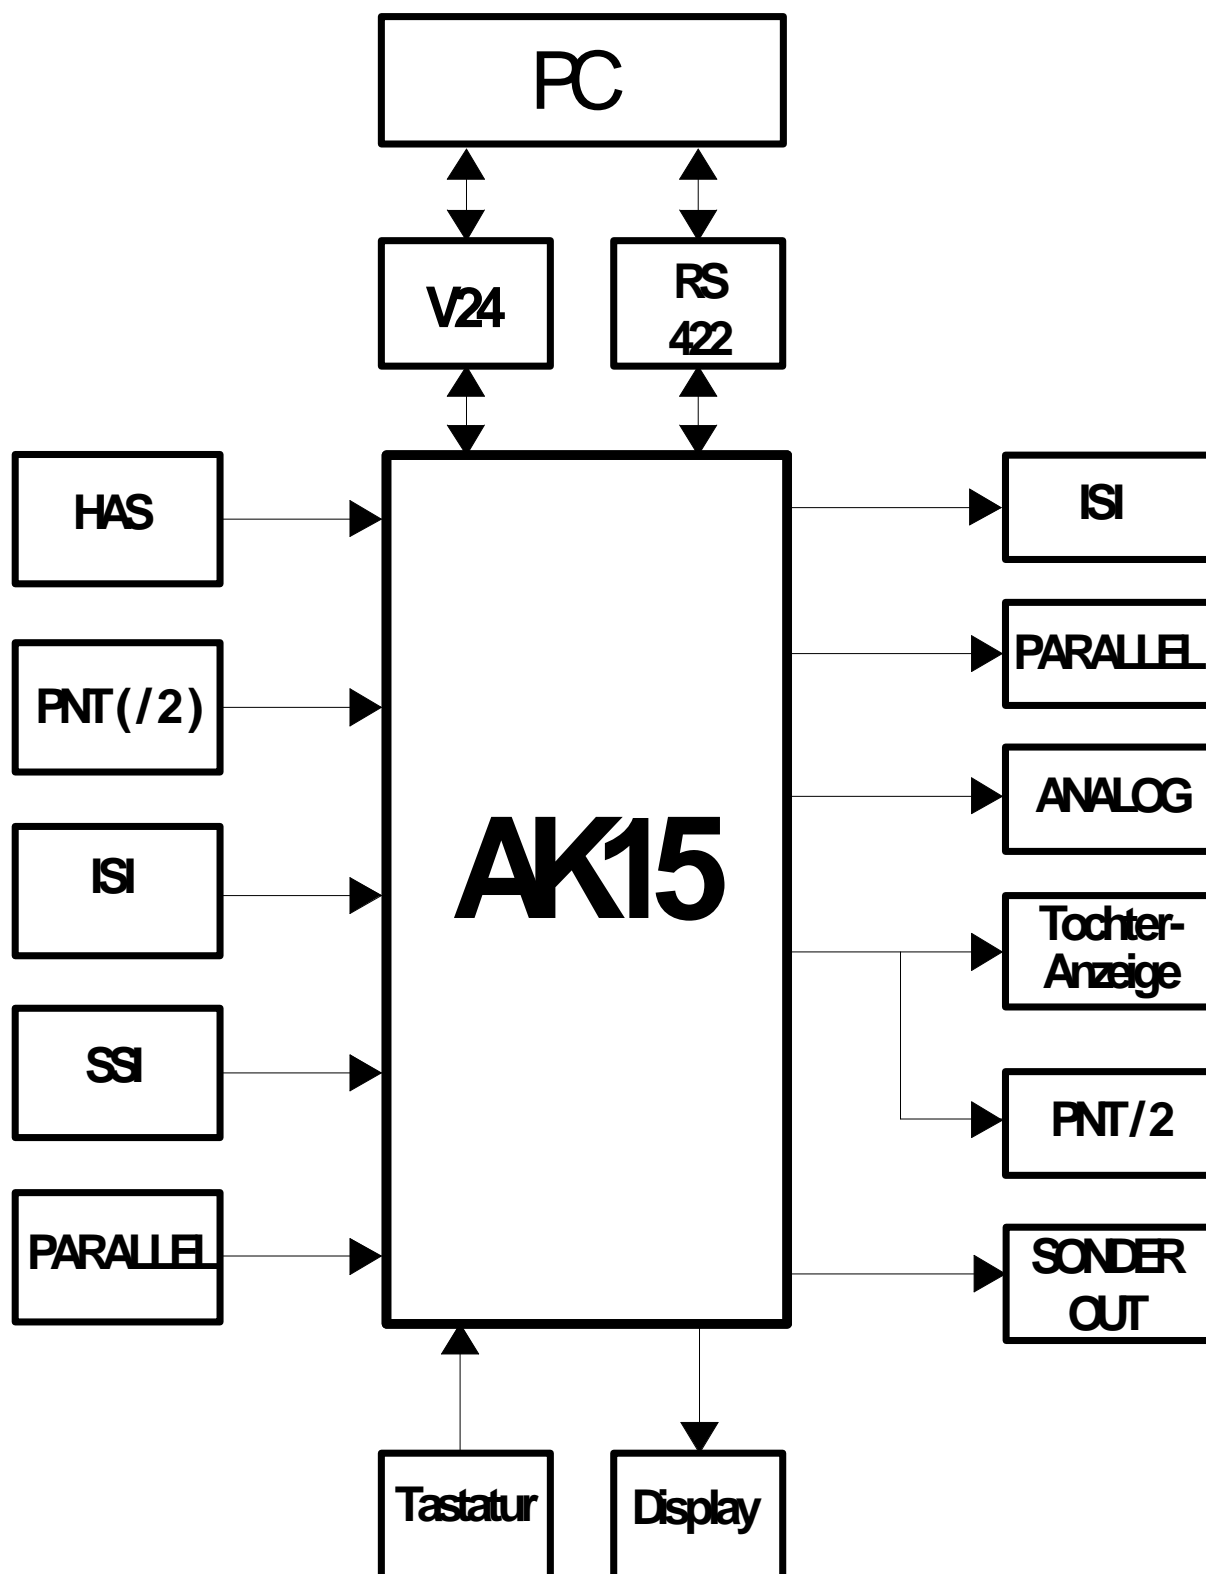 PC
V24
RS
422
HAS
PNT(/2)
ISI
SSI
PARALLEL
AK15
ISI
PARALLEL
ANALOG
Tochter-
Anzeige
PNT/2
SONDER
OUT
Tastatur
Display